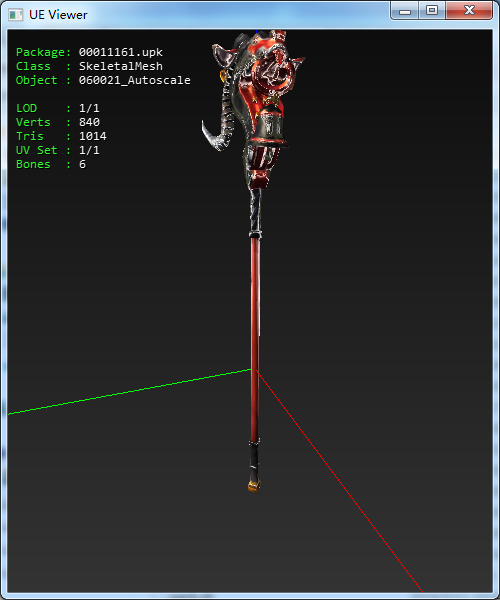 UE Viewer
Package: 00011161.upk
Class : SkeletalMesh
Object : 060021_Autoscale
LOD : 1/1
Verts : 840
Tris : 1014
UV Set : 1/1
Bones : 6